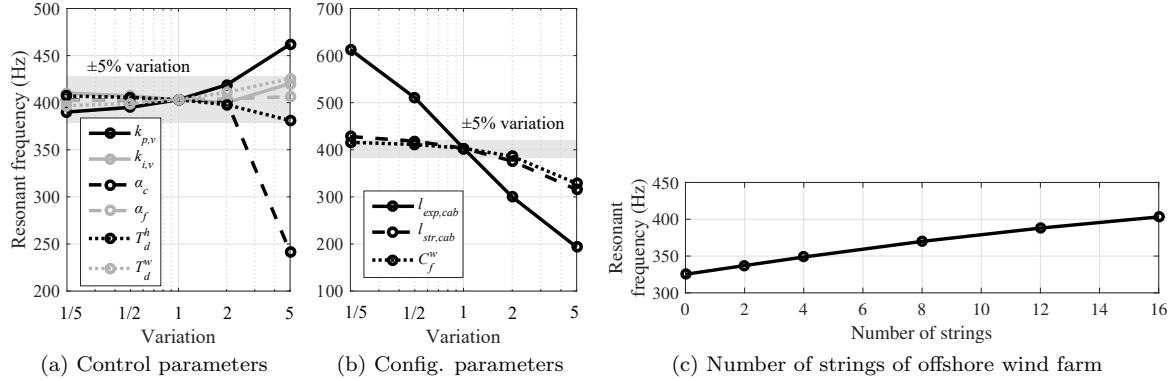 500
450
400
350
300
250
200
Resonant frequency (Hz)
±5% variation
k_{p,v}
k_{i,v}
α_c
α_f
T_d^h
T_d^w
1/5 1/2 1 2 5
Variation
(a) Control parameters
700
600
500
400
300
200
100
±5% variation
l_{exp,cab}
l_{str,cab}
C_f^w
1/5 1/2 1 2 5
Variation
(b) Config. parameters
450
400
350
300
Resonant
frequency (Hz)
0 2 4 6 8 10 12 14 16
Number of strings
(c) Number of strings of offshore wind farm